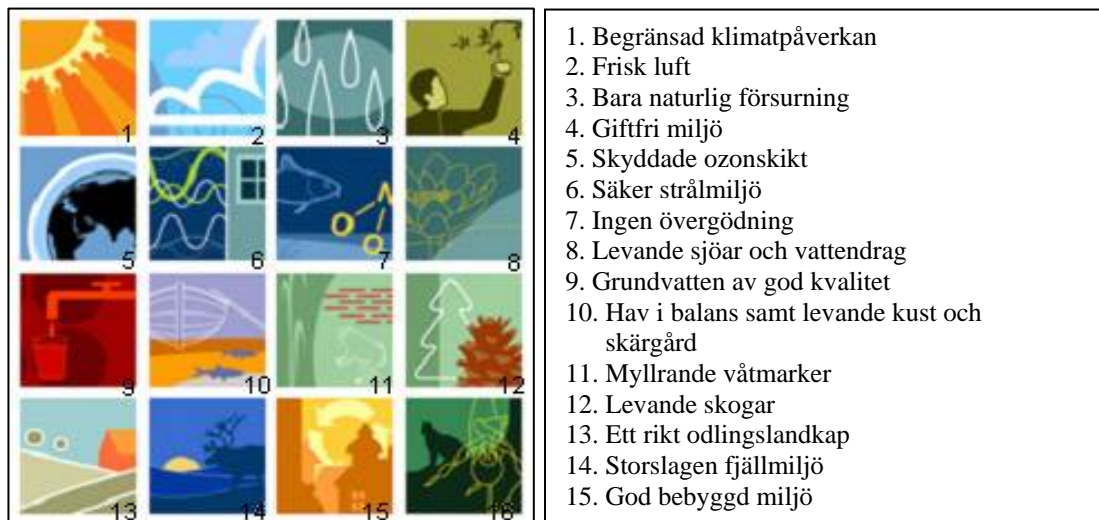 1
2
3
4
5
6
7
O
N
O
8
9
10
11
12
13
14
15
16
1. Begränsad klimatpåverkan
2. Frisk luft
3. Bara naturlig försurning
4. Giftfri miljö
5. Skyddade ozonskikt
6. Säker strålmiljö
7. Ingen övergödning
8. Levande sjöar och vattendrag
9. Grundvatten av god kvalitet
10. Hav i balans samt levande kust och
skärgård
11. Myllrande våtmarker
12. Levande skogar
13. Ett rikt odlingslandkap
14. Storslagen fjällmiljö
15. God bebyggd miljö